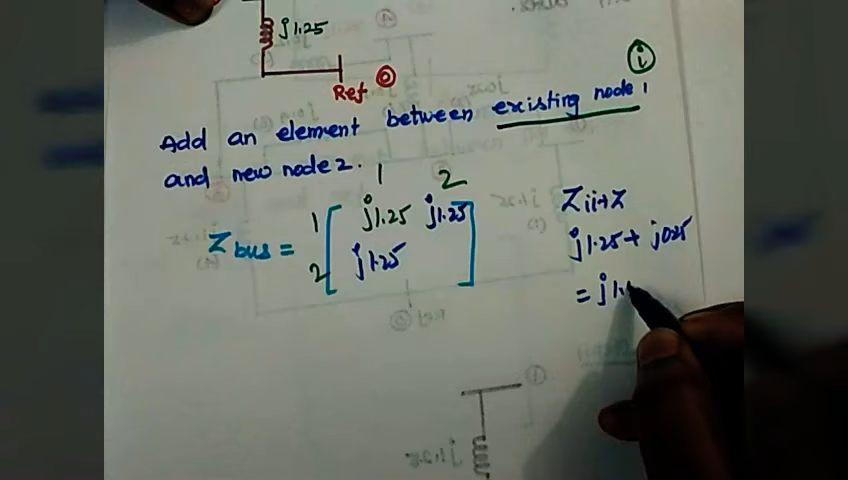 j1.25
Ref 0
i
Add an element between existing node 1
and new node 2.
1 2
Zbus = 1 [ j1.25 j1.25 ]
2 j1.25
Zii+Z
j1.25 + j0.25
= j1.